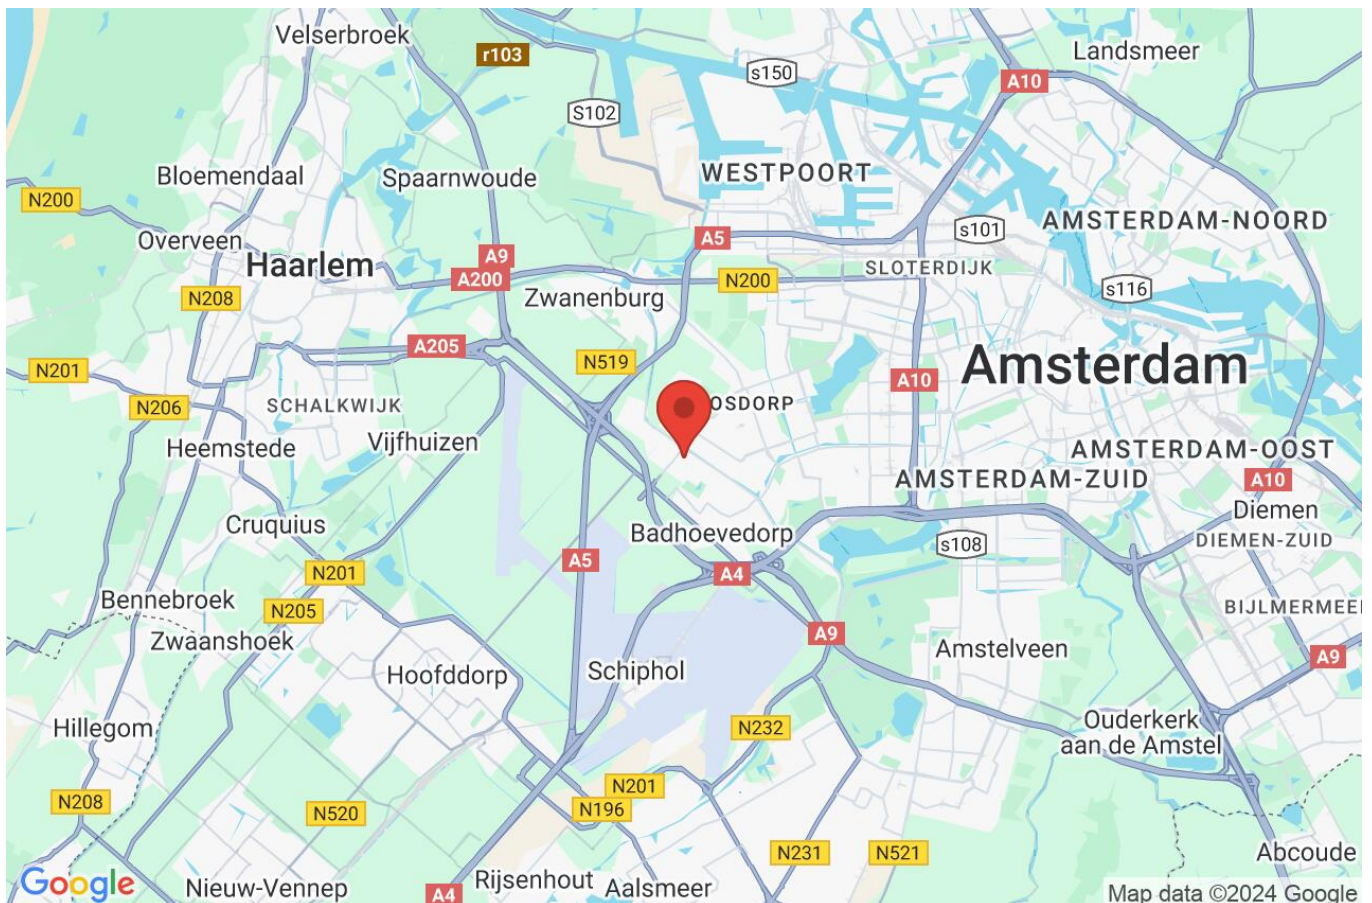 Velserbroek
Landsmeer
r103
s150
A10
S102
WESTPOORT
Bloemendaal
Spaarnwoude
N200
AMSTERDAM-NOORD
s101
Overveen
A5
A9
Haarlem
A200
SLOTERDIJK
N200
s116
N208
Zwanenburg
A205
N519
Amsterdam
N201
A10
N206
SCHALKWIJK
OSDORP
Heemstede
Vijfhuizen
AMSTERDAM-OOST
AMSTERDAM-ZUID
A10
Cruquius
Diemen
Badhoevedorp
s108
DIEMEN-ZUID
A5
N201
A4
Bennebroek
N205
BIJLMERMEE
Zwaanshoek
A9
Amstelveen
A9
Hoofddorp
Schiphol
Hillegom
N232
Ouderkerk
aan de Amstel
N201
N208
N520
N196
N231
N521
Abcoude
Google
Nieuw-Vennep
A4
Rijsenhout
Aalsmeer
Map data ©2024 Google